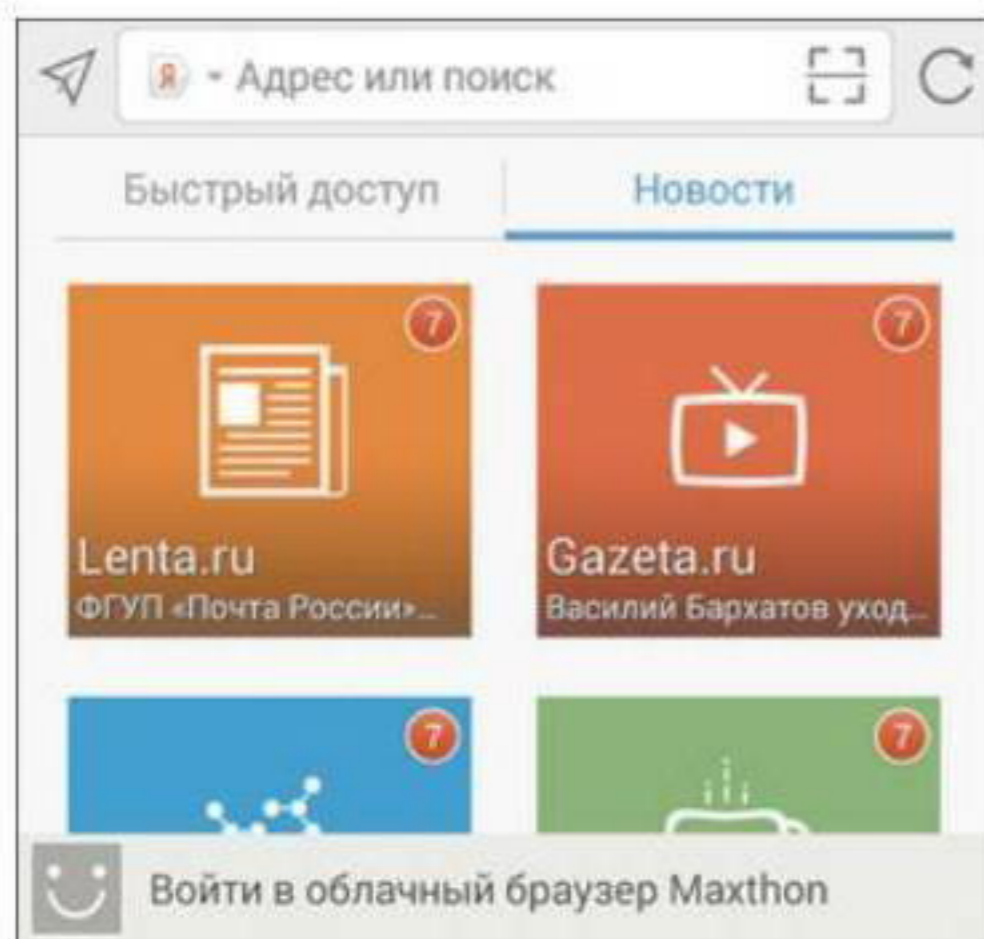 Я Адрес или поиск
Быстрый доступ Новости
7 7
Lenta.ru Gazeta.ru
ФГУП «Почта России»... Василий Бархатов уход...
7 7
Войти в облачный браузер Maxthon